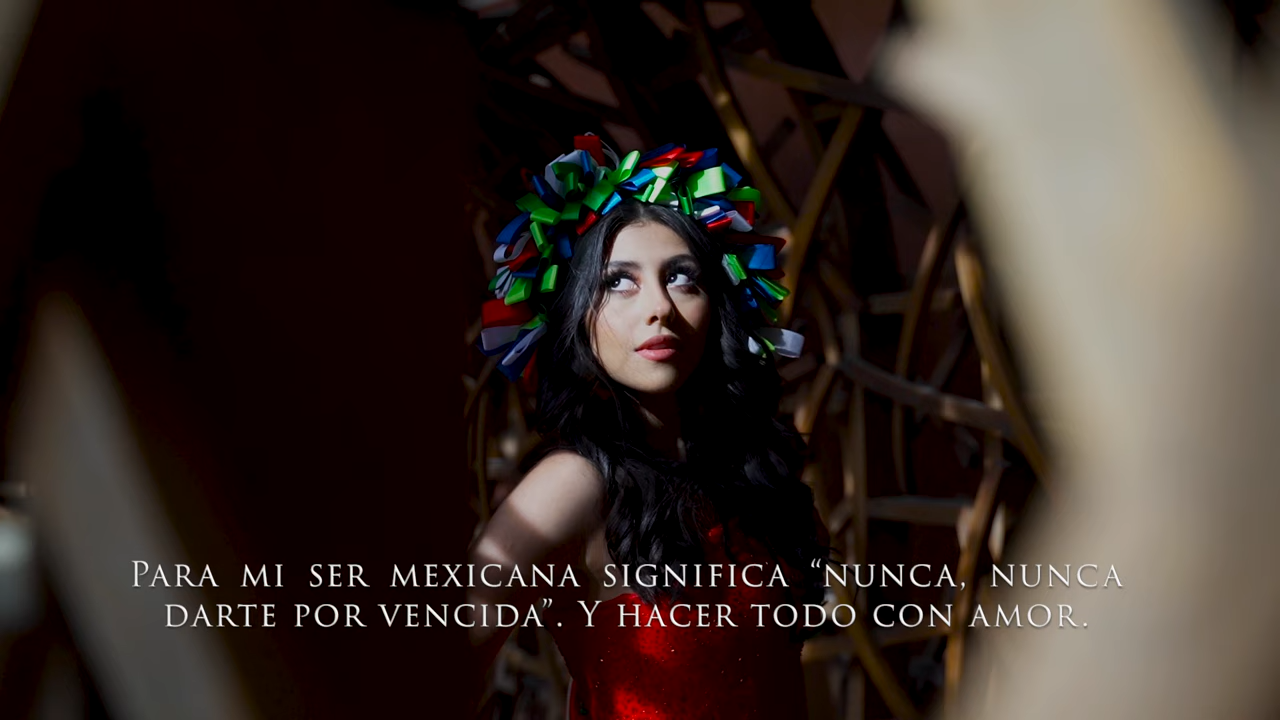 Para mi ser mexicana significa “nunca, nunca
darte por vencida”. Y hacer todo con amor.